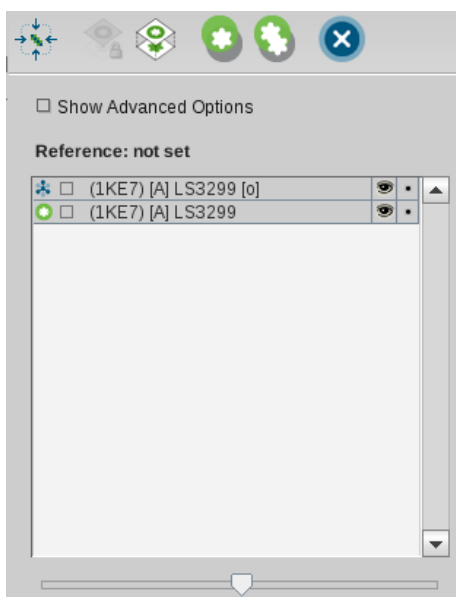 Show Advanced Options
Reference: not set
(1KE7) [A] LS3299 [o]
(1KE7) [A] LS3299